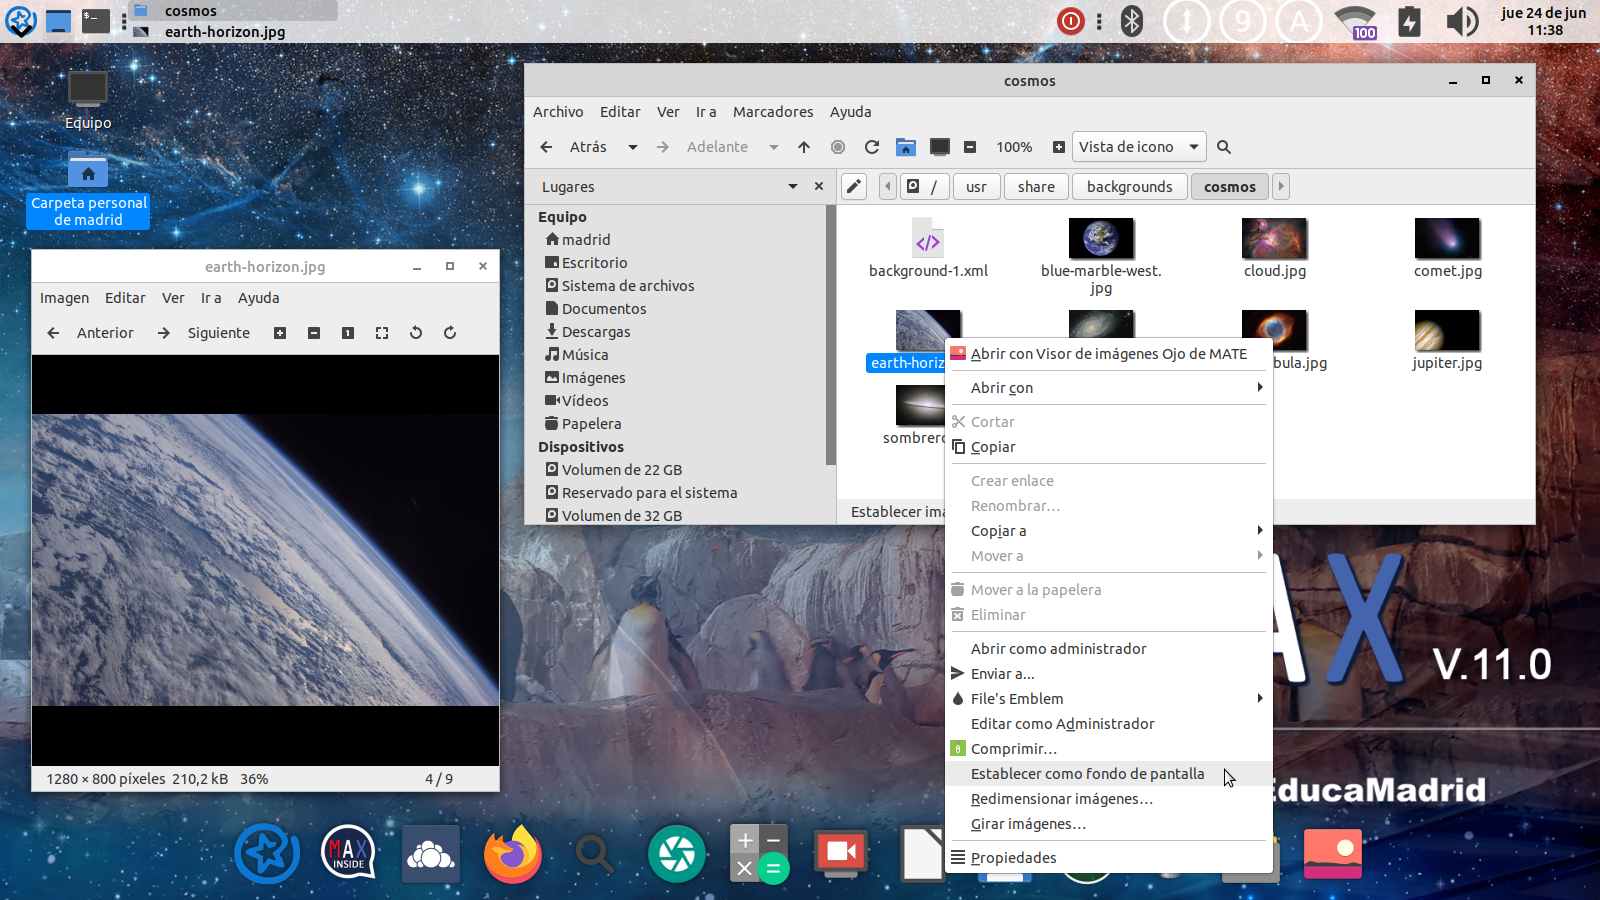 cosmos
earth-horizon.jpg
9
A
100
jue 24 de jun
11:38
Equipo
Carpeta personal
de madrid
cosmos
Archivo Editar Ver Ir a Marcadores Ayuda
Atrás Adelante 100% Vista de icono
Lugares
/ usr share backgrounds cosmos
Equipo
madrid
Escritorio
Sistema de archivos
Documentos
Descargas
Música
Imágenes
Vídeos
Papelera
Dispositivos
Volumen de 22 GB
Reservado para el sistema
Volumen de 32 GB
background-1.xml
blue-marble-west.
jpg
cloud.jpg
comet.jpg
earth-horiz
bula.jpg
jupiter.jpg
sombrero
Establecer ima
Abrir con Visor de imágenes Ojo de MATE
Abrir con
Cortar
Copiar
Crear enlace
Renombrar…
Copiar a
Mover a
Mover a la papelera
Eliminar
Abrir como administrador
Enviar a...
File's Emblem
Editar como Administrador
Comprimir…
Establecer como fondo de pantalla
Redimensionar imágenes…
Girar imágenes…
Propiedades
earth-horizon.jpg
Imagen Editar Ver Ir a Ayuda
Anterior Siguiente 1
1280 × 800 píxeles 210,2 kB 36% 4 / 9
AX
V.11.0
EducaMadrid
MAX
INSIDE